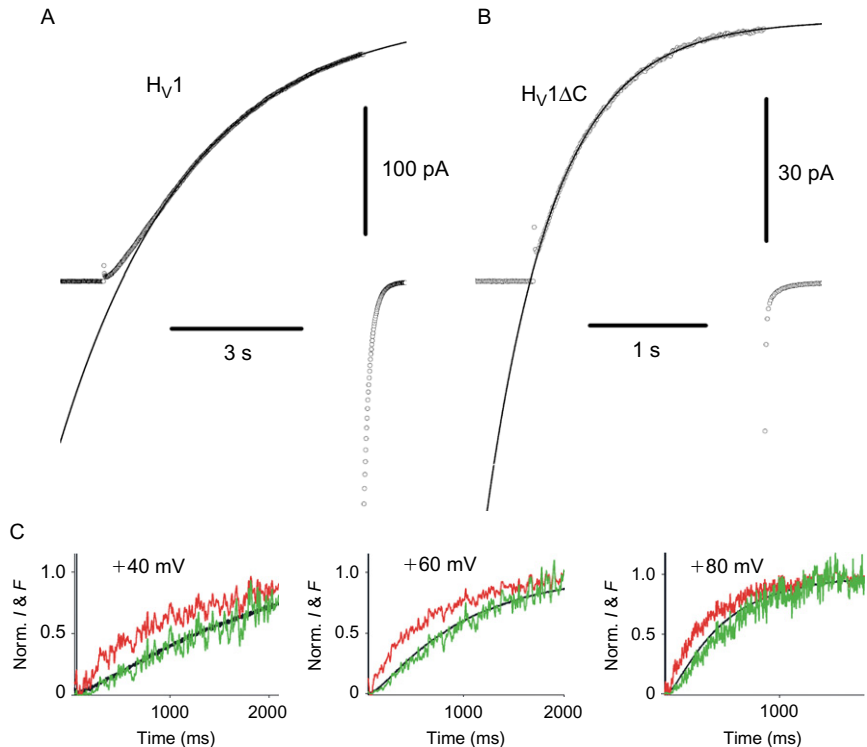 A
H_V1
100 pA
3 s
B
H_V1ΔC
30 pA
1 s
C
+40 mV
Norm. I & F
1.0
0.5
0
1000
2000
Time (ms)
+60 mV
Norm. I & F
1.0
0.5
0
1000
2000
Time (ms)
+80 mV
Norm. I & F
1.0
0.5
0
1000
Time (ms)